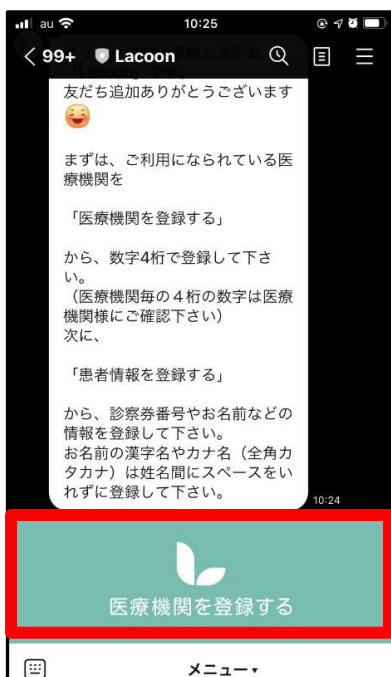 au 10:25
99+ Lacoon
友だち追加ありがとうございます
まずは、ご利用になられている医
療機関を
「医療機関を登録する」
から、数字4桁で登録して下さ
い。
（医療機関毎の４桁の数字は医療
機関様にご確認下さい）
次に、
「患者情報を登録する」
から、診察券番号やお名前などの
情報を登録して下さい。
お名前の漢字名やカナ名（全角カ
タカナ）は姓名間にスペースをい
れずに登録して下さい。
10:24
医療機関を登録する
メニュー▾